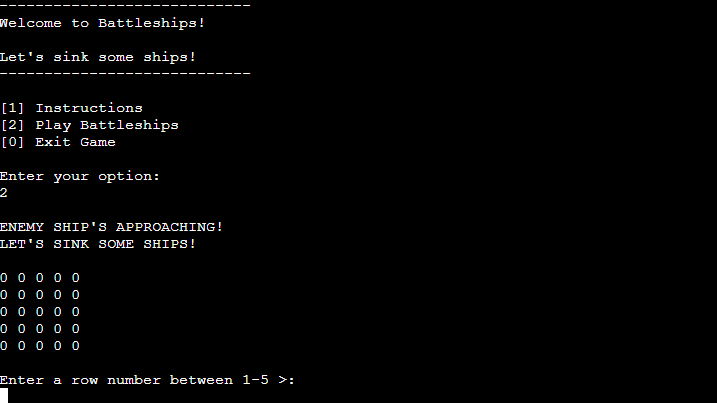 ----------------------------
Welcome to Battleships!
Let's sink some ships!
----------------------------
[1] Instructions
[2] Play Battleships
[0] Exit Game
Enter your option:
2
ENEMY SHIP'S APPROACHING!
LET'S SINK SOME SHIPS!
0 0 0 0 0
0 0 0 0 0
0 0 0 0 0
0 0 0 0 0
0 0 0 0 0
Enter a row number between 1-5 >: